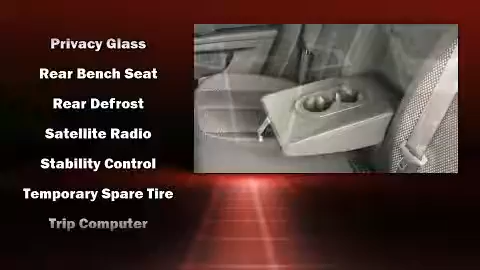 Privacy Glass
Rear Bench Seat
Rear Defrost
Satellite Radio
Stability Control
Temporary Spare Tire
Trip Computer